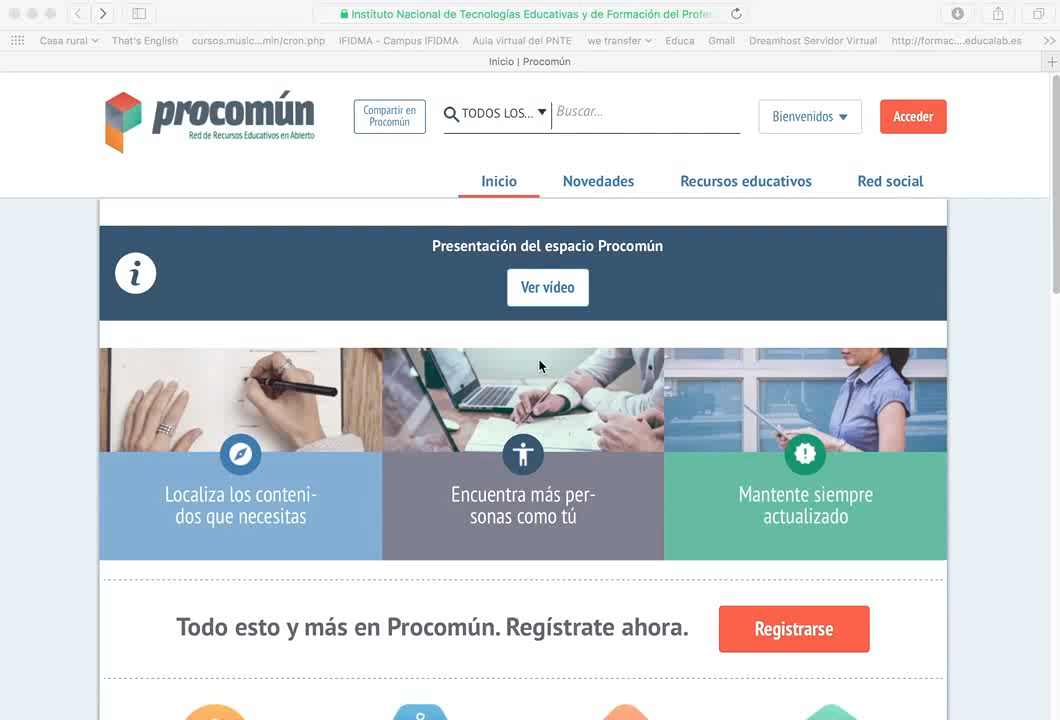 Instituto Nacional de Tecnologías Educativas y de Formación del Profe
Casa rural That's English cursos.music....min/cron.php IFIDMA - Campus IFIDMA Aula virtual del PNTE we transfer Educa Gmail Dreamhost Servidor Virtual http://formac....educalab.es
Inicio | Procomún
procomún
Red de Recursos Educativos en Abierto
Compartir en
Procomún
TODOS LOS... Buscar...
Bienvenidos
Acceder
Inicio Novedades Recursos educativos Red social
Presentación del espacio Procomún
i
Ver vídeo
Localiza los conteni-
dos que necesitas
Encuentra más per-
sonas como tú
Mantente siempre
actualizado
Todo esto y más en Procomún. Regístrate ahora.
Registrarse